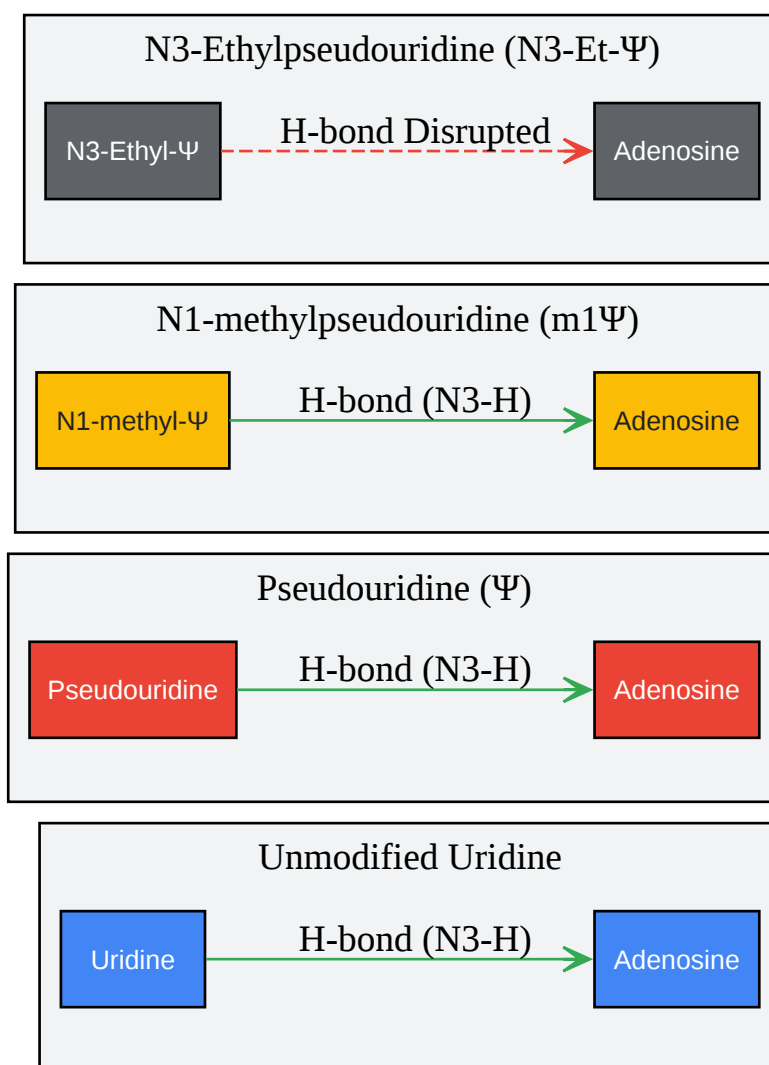 N3-Ethylpseudouridine (N3-Et-Ψ)
N3-Ethyl-Ψ
H-bond Disrupted
Adenosine
N1-methylpseudouridine (m1Ψ)
N1-methyl-Ψ
H-bond (N3-H)
Adenosine
Pseudouridine (Ψ)
Pseudouridine
H-bond (N3-H)
Adenosine
Unmodified Uridine
Uridine
H-bond (N3-H)
Adenosine